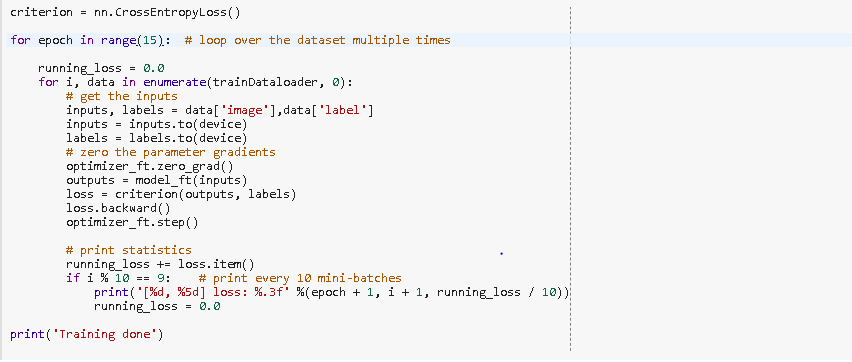 criterion = nn.CrossEntropyLoss()
for epoch in range(15):  # loop over the dataset multiple times
    running_loss = 0.0
    for i, data in enumerate(trainDataloader, 0):
        # get the inputs
        inputs, labels = data['image'],data['label']
        inputs = inputs.to(device)
        labels = labels.to(device)
        # zero the parameter gradients
        optimizer_ft.zero_grad()
        outputs = model_ft(inputs)
        loss = criterion(outputs, labels)
        loss.backward()
        optimizer_ft.step()
        # print statistics
        running_loss += loss.item()
        if i % 10 == 9:    # print every 10 mini-batches
            print('[%d, %5d] loss: %.3f' %(epoch + 1, i + 1, running_loss / 10))
            running_loss = 0.0
print('Training done')